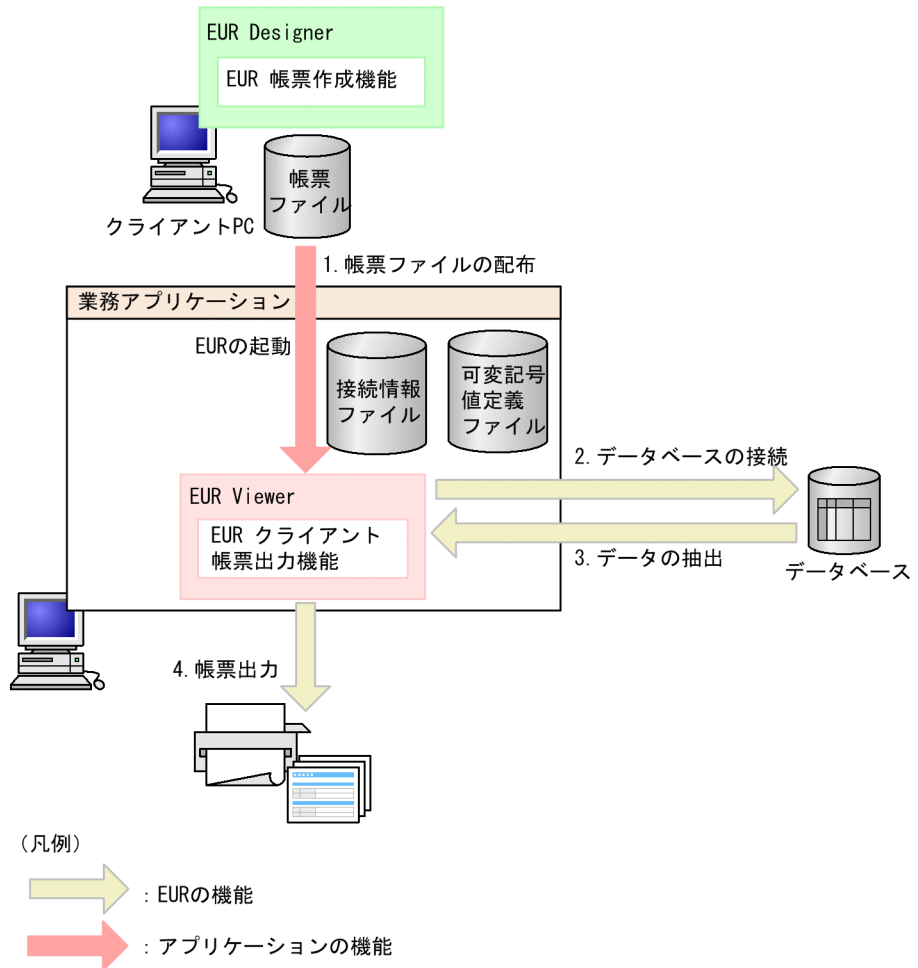 EUR Designer
EUR 帳票作成機能
帳票
ファイル
クライアントPC
1.帳票ファイルの配布
業務アプリケーション
EURの起動
接続情報
ファイル
可変記号
値定義
ファイル
2.データベースの接続
EUR Viewer
EUR クライアント
帳票出力機能
3.データの抽出
データベース
4.帳票出力
(凡例)
:EURの機能
:アプリケーションの機能